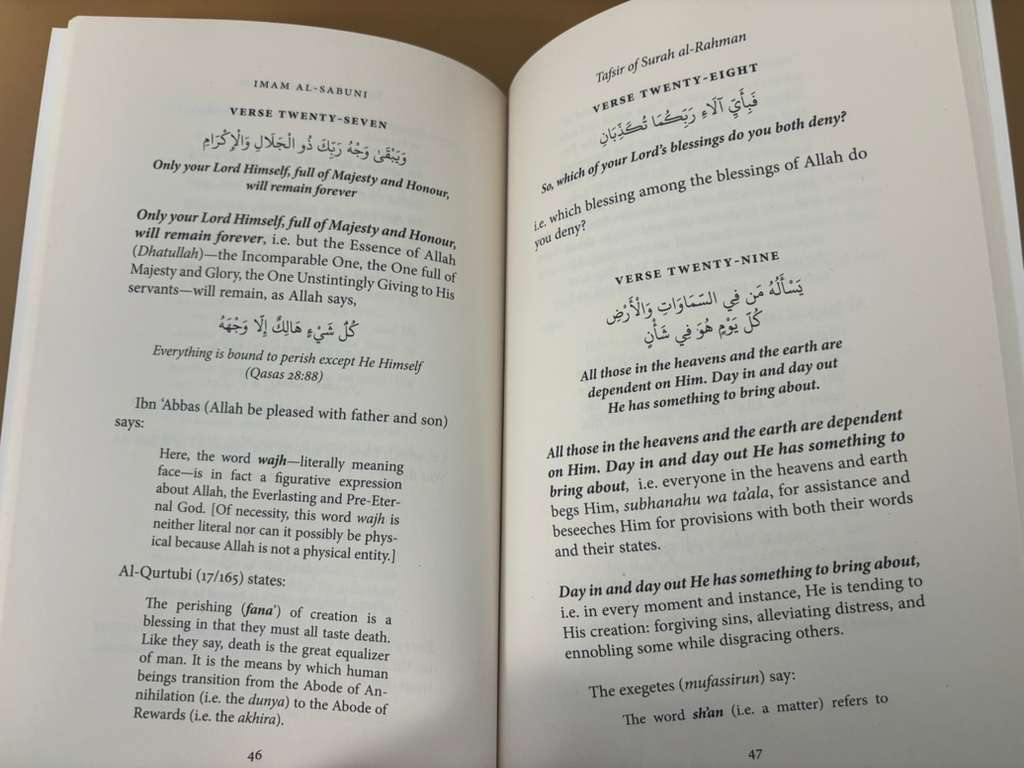 IMAM AL-SABUNI
VERSE TWENTY-SEVEN
وَيَبْقَىٰ وَجْهُ رَبِّكَ ذُو الْجَلَالِ وَالْإِكْرَامِ
Only your Lord Himself, full of Majesty and Honour,
will remain forever
Only your Lord Himself, full of Majesty and Honour,
will remain forever, i.e. but the Essence of Allah
(Dhatullah)—the Incomparable One, the One full of
Majesty and Glory, the One Unstintingly Giving to His
servants—will remain, as Allah says,
كُلُّ شَيْءٍ هَالِكٌ إِلَّا وَجْهَهُ
Everything is bound to perish except He Himself
(Qasas 28:88)
Ibn ‘Abbas (Allah be pleased with father and son)
says:
Here, the word wajh—literally meaning
face—is in fact a figurative expression
about Allah, the Everlasting and Pre-Eter-
nal God. [Of necessity, this word wajh is
neither literal nor can it possibly be phys-
ical because Allah is not a physical entity.]
Al-Qurtubi (17/165) states:
The perishing (fana’) of creation is a
blessing in that they must all taste death.
Like they say, death is the great equalizer
of man. It is the means by which human
beings transition from the Abode of An-
nihilation (i.e. the dunya) to the Abode of
Rewards (i.e. the akhira).
46
Tafsir of Surah al-Rahman
VERSE TWENTY-EIGHT
فَبِأَيِّ آلَاءِ رَبِّكُمَا تُكَذِّبَانِ
So, which of your Lord’s blessings do you both deny?
i.e. which blessing among the blessings of Allah do
you deny?
VERSE TWENTY-NINE
يَسْأَلُهُ مَن فِي السَّمَاوَاتِ وَالْأَرْضِ
كُلَّ يَوْمٍ هُوَ فِي شَأْنٍ
All those in the heavens and the earth are
dependent on Him. Day in and day out
He has something to bring about.
All those in the heavens and the earth are dependent
on Him. Day in and day out He has something to
bring about, i.e. everyone in the heavens and earth
begs Him, subhanahu wa ta‘ala, for assistance and
beseeches Him for provisions with both their words
and their states.
Day in and day out He has something to bring about,
i.e. in every moment and instance, He is tending to
His creation: forgiving sins, alleviating distress, and
ennobling some while disgracing others.
The exegetes (mufassirun) say:
The word sh’an (i.e. a matter) refers to
47